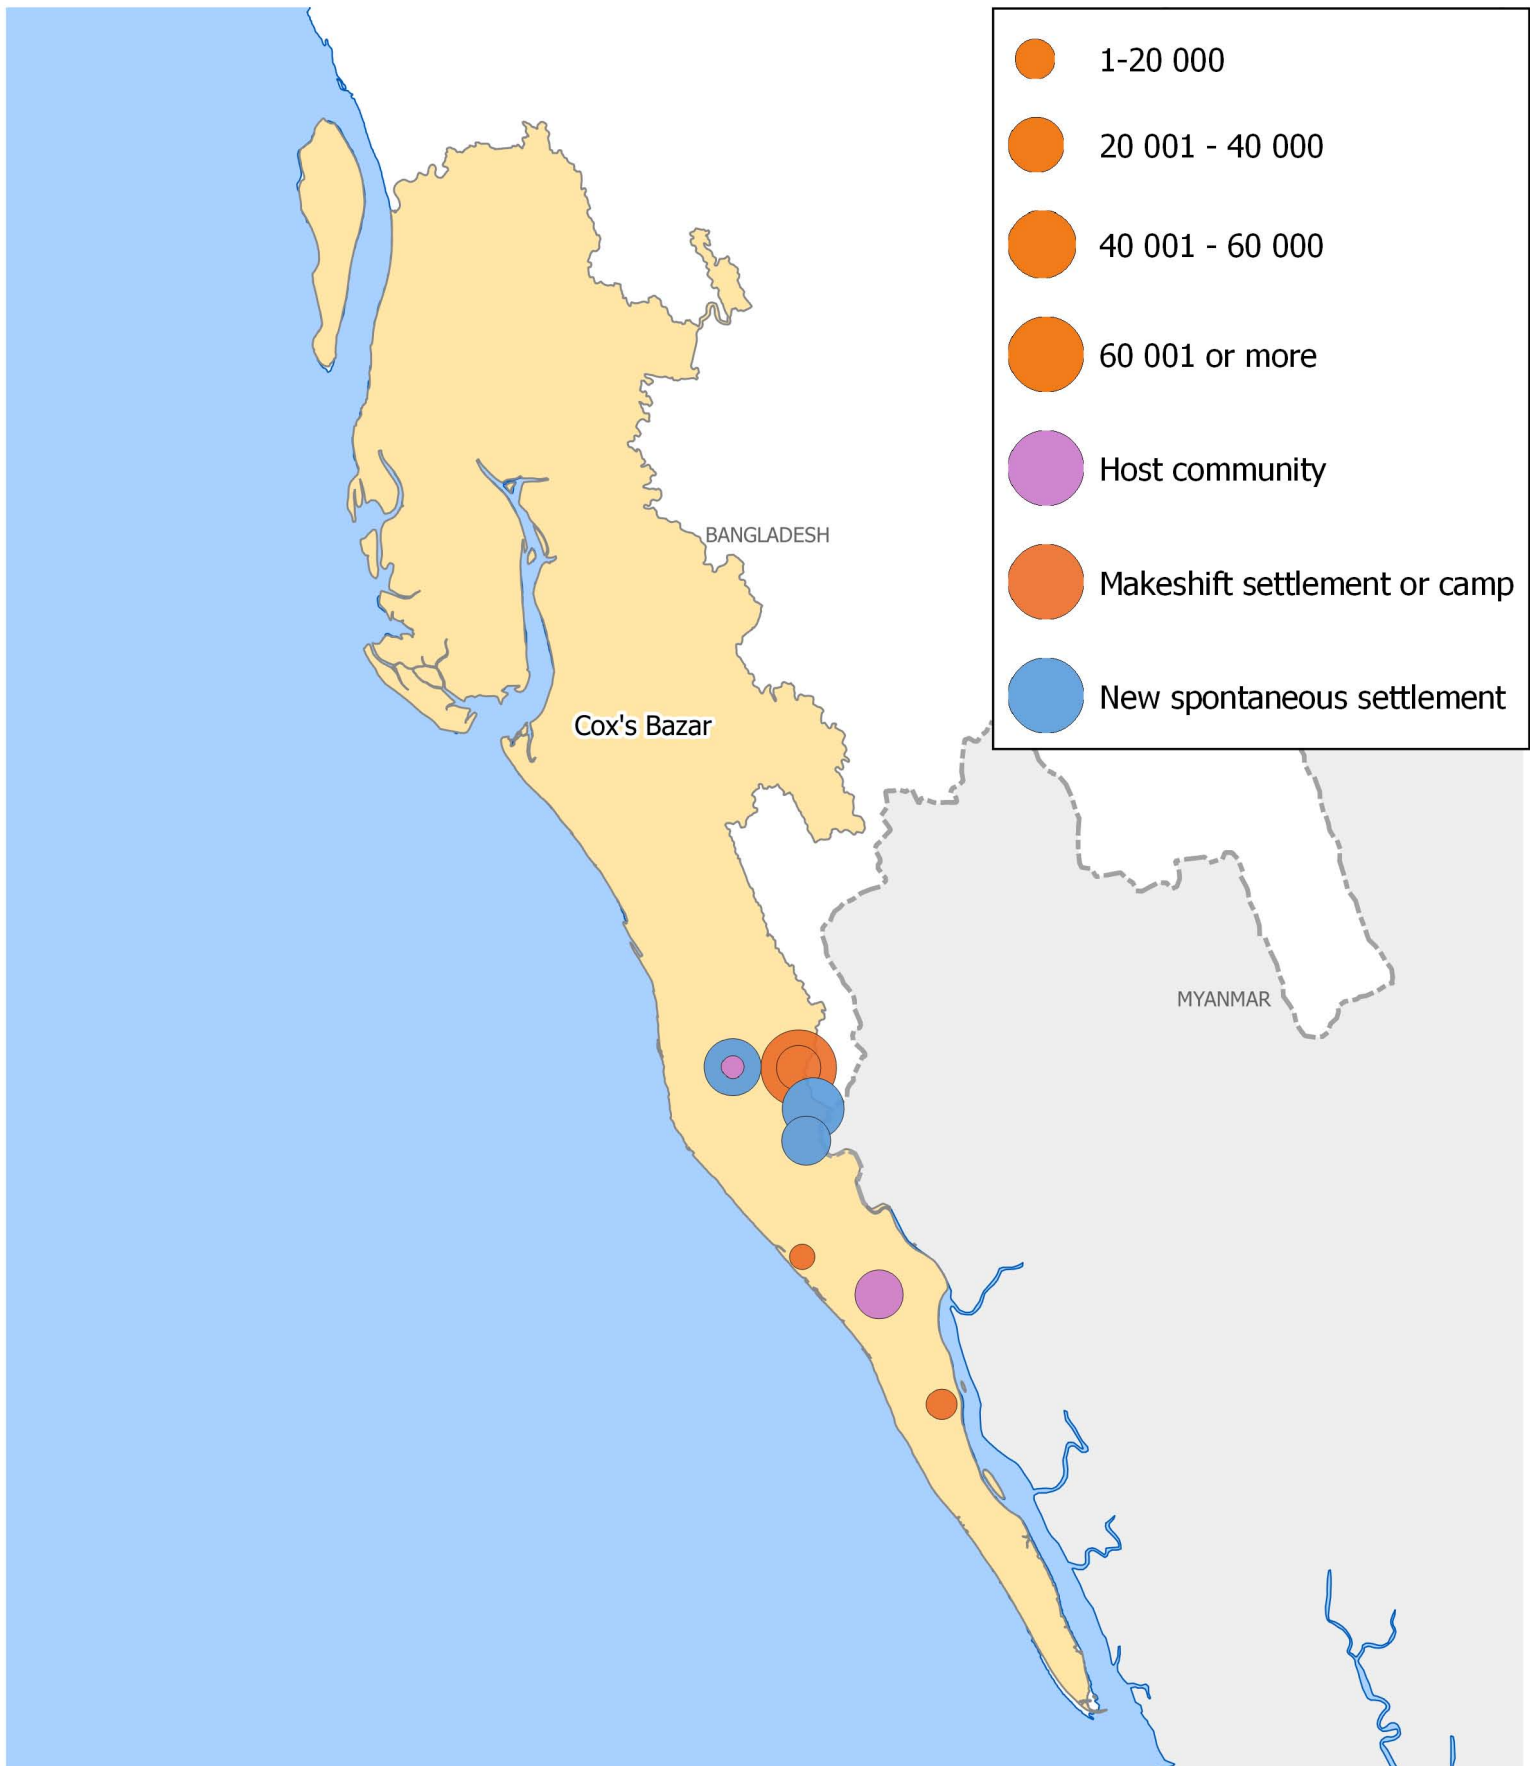 1-20 000
20 001 - 40 000
40 001 - 60 000
60 001 or more
Host community
Makeshift settlement or camp
New spontaneous settlement
BANGLADESH
Cox's Bazar
MYANMAR